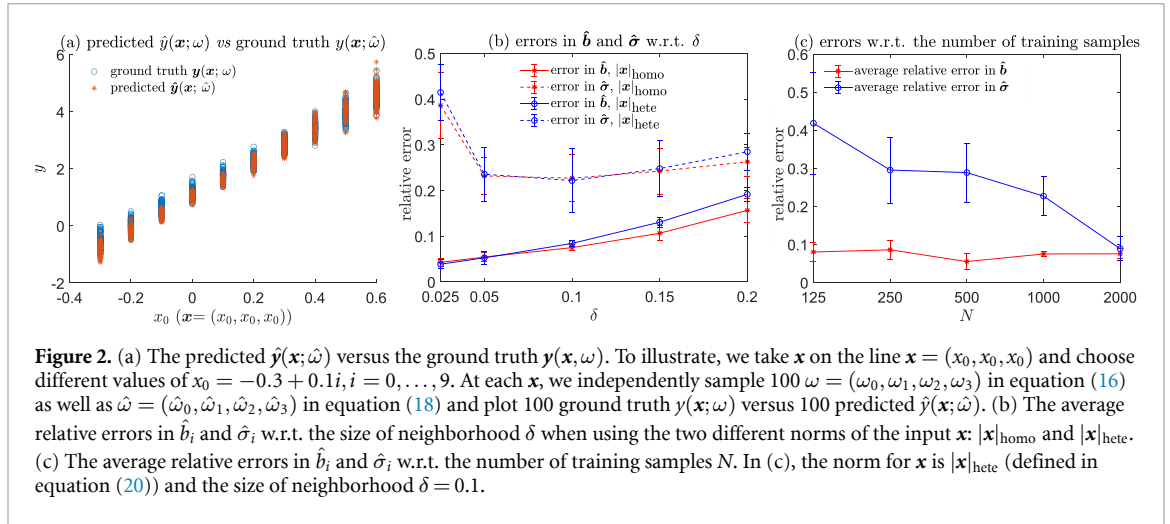 (a) predicted ŷ(x; ω) vs ground truth y(x; ω̂)
ground truth y(x; ω)
predicted ŷ(x; ω̂)
6
4
2
0
-2
y
-0.4 -0.2 0 0.2 0.4 0.6
x₀ (x= (x₀, x₀, x₀))
(b) errors in b̂ and σ̂ w.r.t. δ
error in b̂, |x|homo
error in σ̂, |x|homo
error in b̂, |x|hete
error in σ̂, |x|hete
0.5
0.4
0.3
0.2
0.1
0
relative error
0.025 0.05 0.1 0.15 0.2
δ
(c) errors w.r.t. the number of training samples
average relative error in b̂
average relative error in σ̂
0.6
0.5
0.4
0.3
0.2
0.1
0
relative error
125 250 500 1000 2000
N
Figure 2. (a) The predicted ŷ(x; ω̂) versus the ground truth y(x, ω). To illustrate, we take x on the line x = (x₀, x₀, x₀) and choose
different values of x₀ = −0.3 + 0.1i, i = 0, . . . , 9. At each x, we independently sample 100 ω = (ω₀, ω₁, ω₂, ω₃) in equation (16)
as well as ω̂ = (ω̂₀, ω̂₁, ω̂₂, ω̂₃) in equation (18) and plot 100 ground truth y(x; ω) versus 100 predicted ŷ(x; ω̂). (b) The average
relative errors in b̂ᵢ and σ̂ᵢ w.r.t. the size of neighborhood δ when using the two different norms of the input x: |x|homo and |x|hete.
(c) The average relative errors in b̂ᵢ and σ̂ᵢ w.r.t. the number of training samples N. In (c), the norm for x is |x|hete (defined in
equation (20)) and the size of neighborhood δ = 0.1.